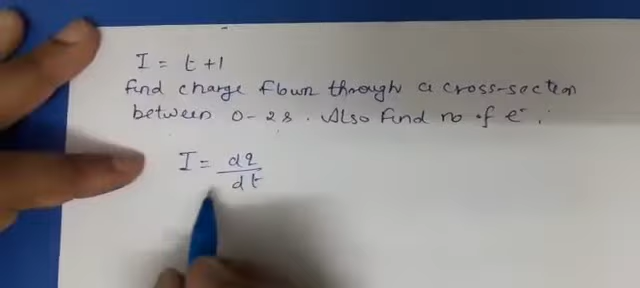 I = t + 1
find charge flown through a cross-section
between 0-2s. Also find no. of e⁻.
I = dq/dt